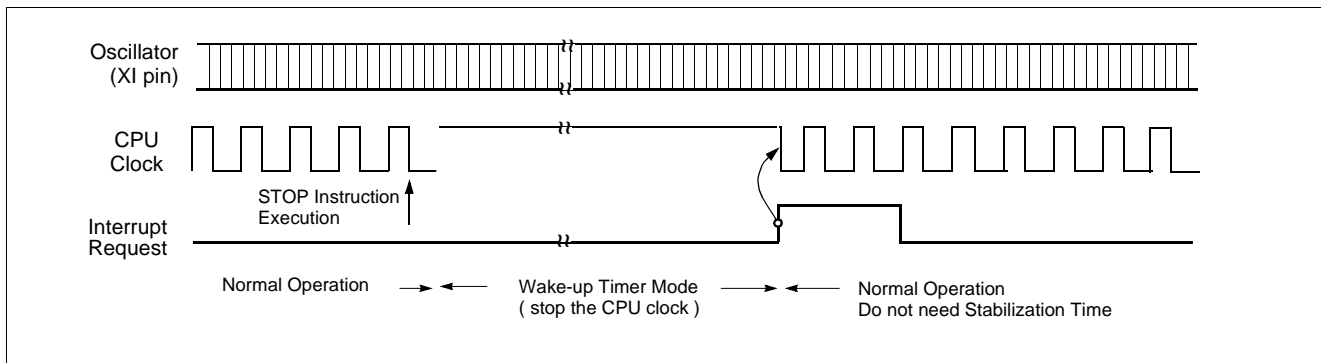 Oscillator
(XI pin)
CPU
Clock
STOP Instruction
Execution
Interrupt
Request
Normal Operation
Wake-up Timer Mode
( stop the CPU clock )
Normal Operation
Do not need Stabilization Time